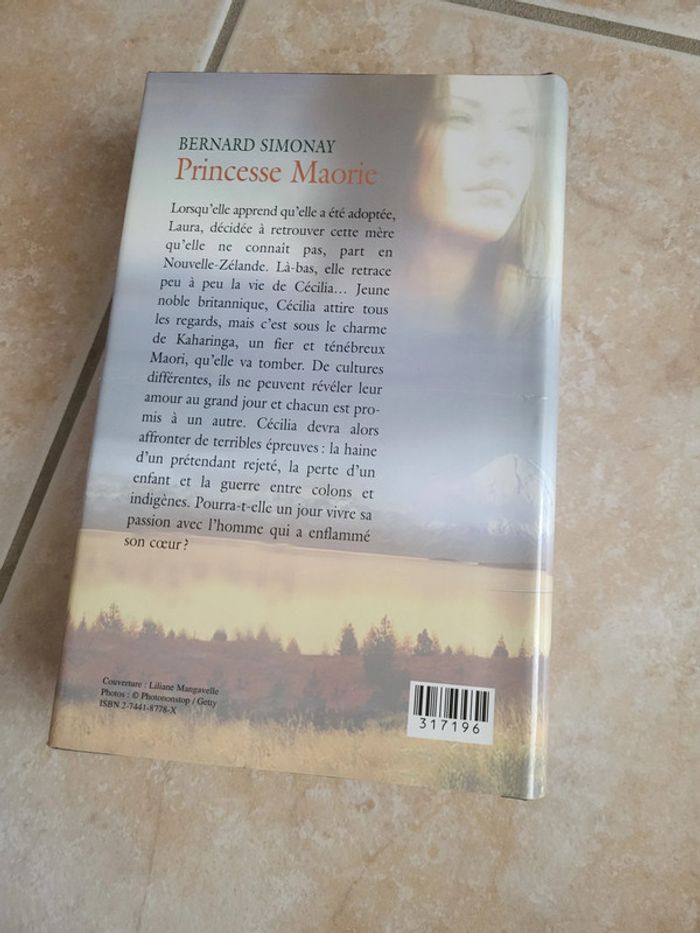 BERNARD SIMONAY
Princesse Maorie
Lorsqu'elle apprend qu'elle a été adoptée,
Laura, décidée à retrouver cette mère
qu'elle ne connaît pas, part en
Nouvelle-Zélande. Là-bas, elle retrace
peu à peu la vie de Cécilia... Jeune
noble britannique, Cécilia attire tous
les regards, mais c'est sous le charme
de Kaharinga, un fier et ténébreux
Maori, qu'elle va tomber. De cultures
différentes, ils ne peuvent révéler leur
amour au grand jour et chacun est pro-
mis à un autre. Cécilia devra alors
affronter de terribles épreuves : la haine
d'un prétendant rejeté, la perte d'un
enfant et la guerre entre colons et
indigènes. Pourra-t-elle un jour vivre sa
passion avec l'homme qui a enflammé
son cœur ?
Couverture : Liliane Mangavelle
Photos : © Photononstop / Getty
ISBN 2-7441-8778-X
317196